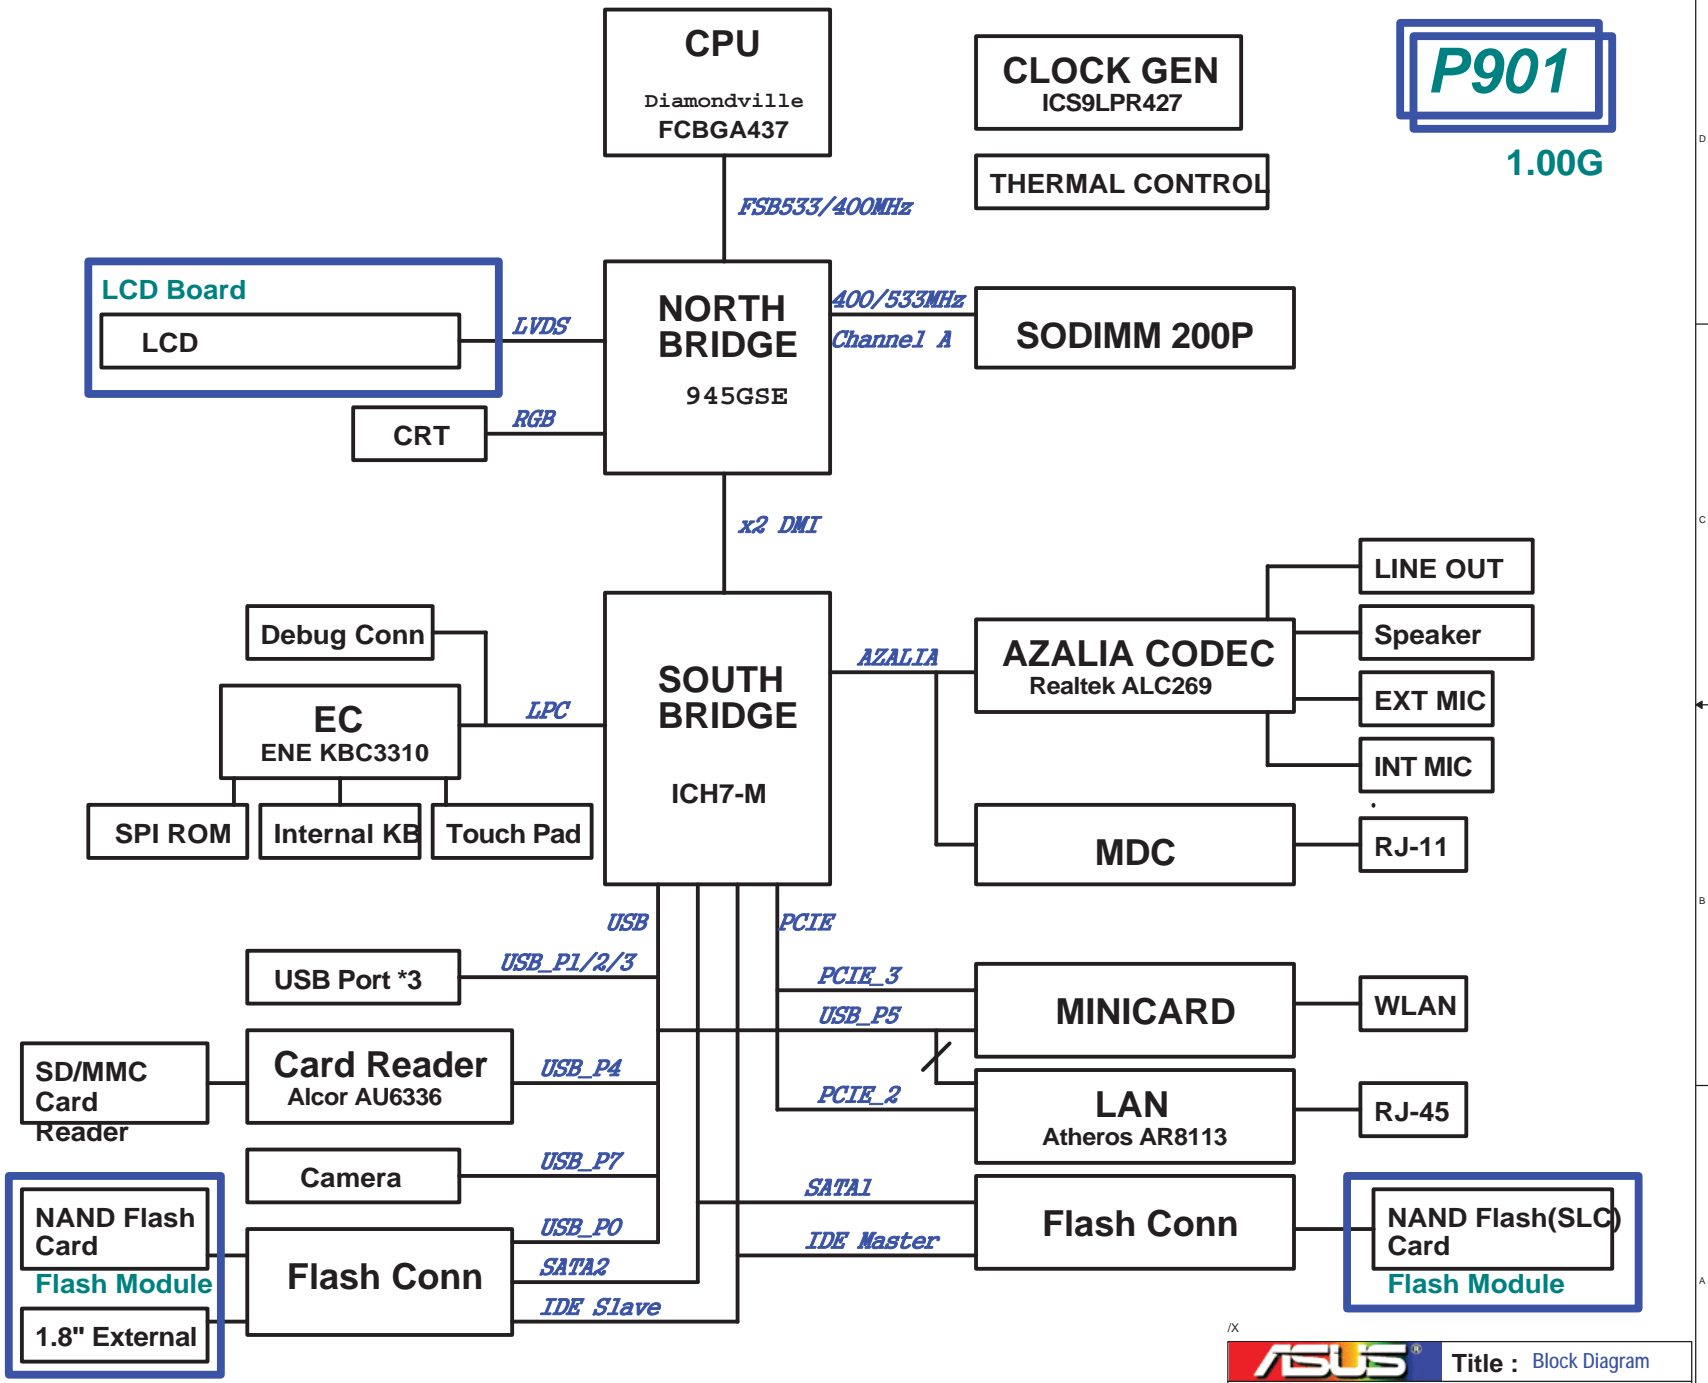 CPU
Diamondville
FCBGA437
CLOCK GEN
ICS9LPR427
P901
1.00G
THERMAL CONTROL
FSB533/400MHz
D
LCD Board
LCD
LVDS
NORTH
BRIDGE
945GSE
400/533MHz
Channel A
SODIMM 200P
CRT
RGB
x2 DMI
C
LINE OUT
Speaker
EXT MIC
INT MIC
Debug Conn
EC
ENE KBC3310
LPC
SOUTH
BRIDGE
ICH7-M
AZALIA
AZALIA CODEC
Realtek ALC269
SPI ROM
Internal KB
Touch Pad
MDC
RJ-11
USB
PCIE
B
USB Port *3
USB_P1/2/3
PCIE_3
USB_P5
MINICARD
WLAN
SD/MMC
Card
Reader
Card Reader
Alcor AU6336
USB_P4
PCIE_2
LAN
Atheros AR8113
RJ-45
Camera
USB_P7
SATA1
IDE Master
Flash Conn
NAND Flash(SLC)
Card
Flash Module
NAND Flash
Card
Flash Module
1.8" External
Flash Conn
USB_P0
SATA2
IDE Slave
A
/X
ASUS ®
Title : Block Diagram